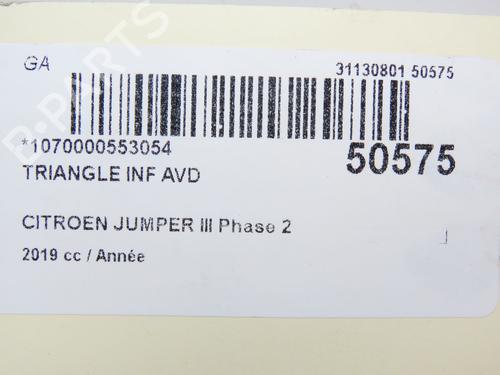 GA
31130801 50575
*1070000553054
50575
TRIANGLE INF AVD
CITROEN JUMPER III Phase 2
2019 cc / Année
B-PARTS